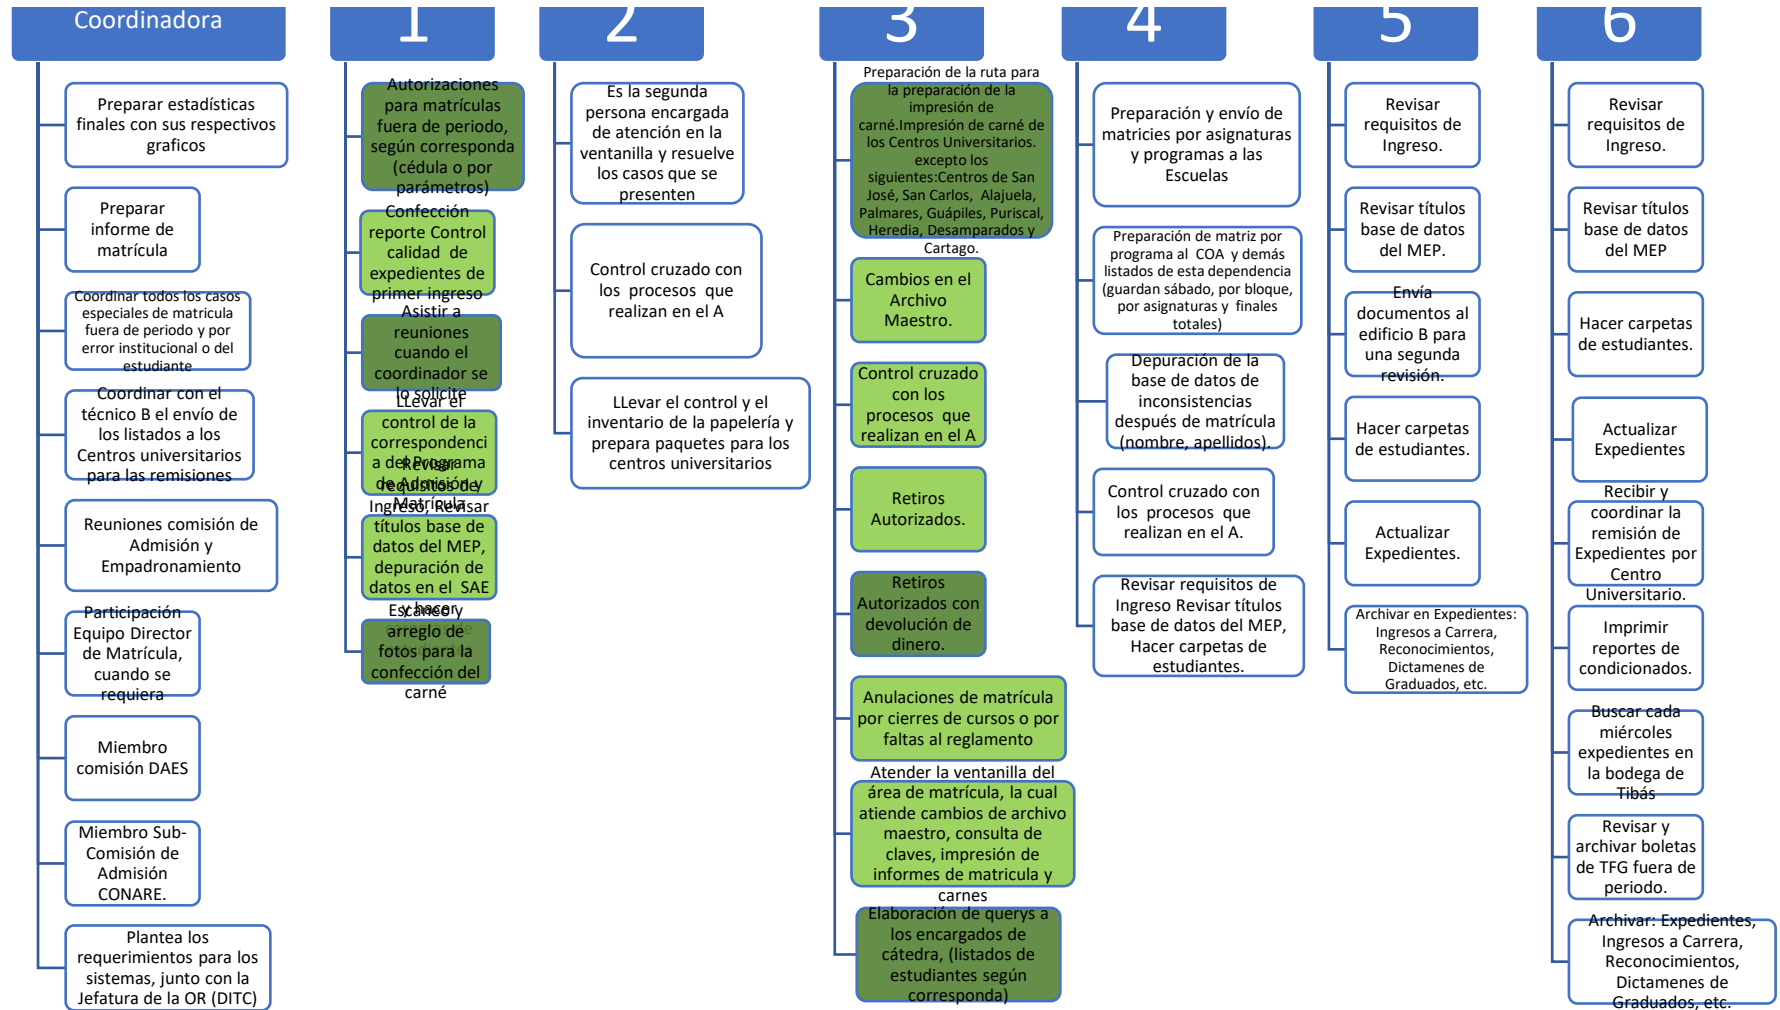 Coordinadora
Preparar estadísticas
finales con sus respectivos
graficos
Preparar
informe de
matrícula
Coordinar todos los casos
especiales de matricula
fuera de periodo y por
error institucional o del
estudiante
Coordinar con el
técnico B el envío de
los listados a los
Centros universitarios
para las remisiones
Reuniones comisión de
Admisión y
Empadronamiento
Participación
Equipo Director
de Matrícula,
cuando se
requiera
Miembro
comisión DAES
Miembro Sub-
Comisión de
Admisión
CONARE.
Plantea los
requerimientos para los
sistemas, junto con la
Jefatura de la OR (DITC)
1
Autorizaciones
para matrículas
fuera de periodo,
según corresponda
(cédula o por
parámetros)
Confección
reporte Control
calidad de
expedientes de
primer ingreso
Asistir a
reuniones
cuando el
coordinador se
lo solicite
LLevar el
control de la
correspondenci
a del Programa
de Admisión y
Matrícula
Revisar
requisitos de
Ingreso, Revisar
títulos base de
datos del MEP,
depuración de
datos en el SAE
y hacer
Escaneo y
arreglo de
fotos para la
confección del
carné
2
Es la segunda
persona encargada
de atención en la
ventanilla y resuelve
los casos que se
presenten
Control cruzado con
los procesos que
realizan en el A
LLevar el control y el
inventario de la papelería y
prepara paquetes para los
centros universitarios
3
Preparación de la ruta para
la preparación de la
impresión de
carné.Impresión de carné de
los Centros Universitarios.
excepto los
siguientes:Centros de San
José, San Carlos, Alajuela,
Palmares, Guápiles, Puriscal,
Heredia, Desamparados y
Cartago.
Cambios en el
Archivo
Maestro.
Control cruzado
con los
procesos que
realizan en el A
Retiros
Autorizados.
Retiros
Autorizados con
devolución de
dinero.
Anulaciones de matrícula
por cierres de cursos o por
faltas al reglamento
Atender la ventanilla del
área de matrícula, la cual
atiende cambios de archivo
maestro, consulta de
claves, impresión de
informes de matricula y
carnes
Elaboración de querys a
los encargados de
cátedra, (listados de
estudiantes según
corresponda)
4
Preparación y envío de
matricies por asignaturas
y programas a las
Escuelas
Preparación de matriz por
programa al COA y demás
listados de esta dependencia
(guardan sábado, por bloque,
por asignaturas y finales
totales)
Depuración de la
base de datos de
inconsistencias
después de matrícula
(nombre, apellidos).
Control cruzado con
los procesos que
realizan en el A.
Revisar requisitos de
Ingreso Revisar títulos
base de datos del MEP,
Hacer carpetas de
estudiantes.
5
Revisar
requisitos de
Ingreso.
Revisar títulos
base de datos
del MEP.
Envía
documentos al
edificio B para
una segunda
revisión.
Hacer carpetas
de estudiantes.
Actualizar
Expedientes.
Archivar en Expedientes:
Ingresos a Carrera,
Reconocimientos,
Dictamenes de
Graduados, etc.
6
Revisar
requisitos de
Ingreso.
Revisar títulos
base de datos
del MEP
Hacer carpetas
de estudiantes.
Actualizar
Expedientes
Recibir y
coordinar la
remisión de
Expedientes por
Centro
Universitario.
Imprimir
reportes de
condicionados.
Buscar cada
miércoles
expedientes en
la bodega de
Tibás
Revisar y
archivar boletas
de TFG fuera de
periodo.
Archivar: Expedientes,
Ingresos a Carrera,
Reconocimientos,
Dictamenes de
Graduados, etc.